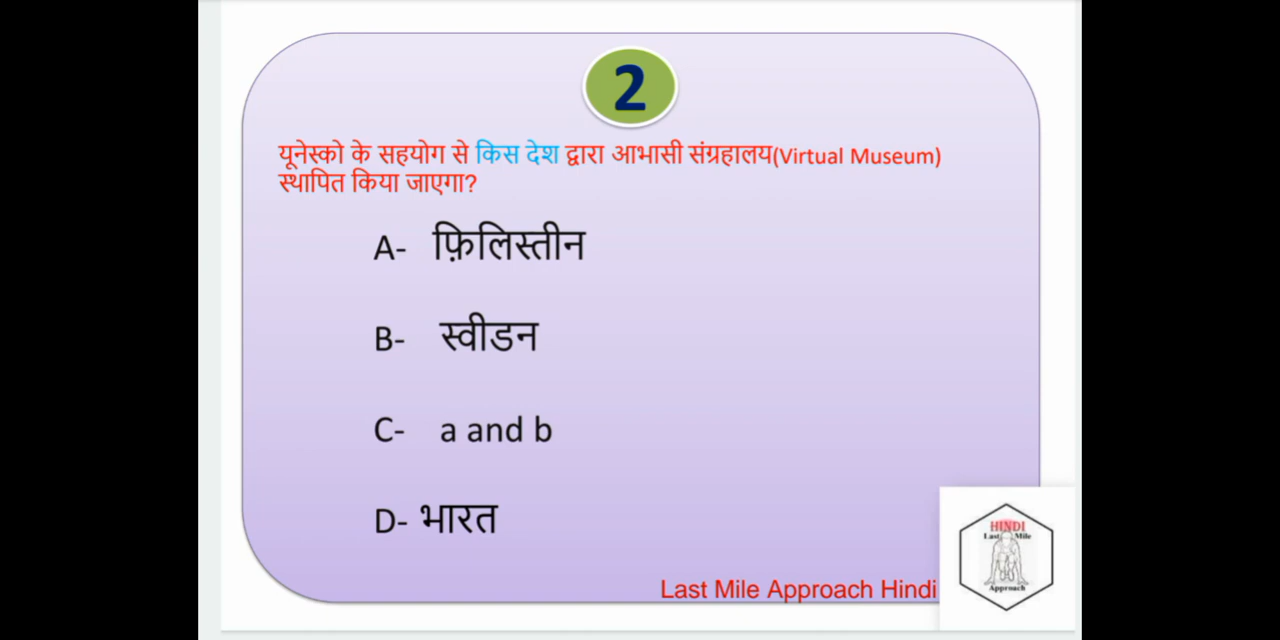 2
यूनेस्को के सहयोग से किस देश द्वारा आभासी संग्रहालय(Virtual Museum)
स्थापित किया जाएगा?
A- फ़िलिस्तीन
B- स्वीडन
C- a and b
D- भारत
HINDI
Last Mile
Approach
Last Mile Approach Hindi